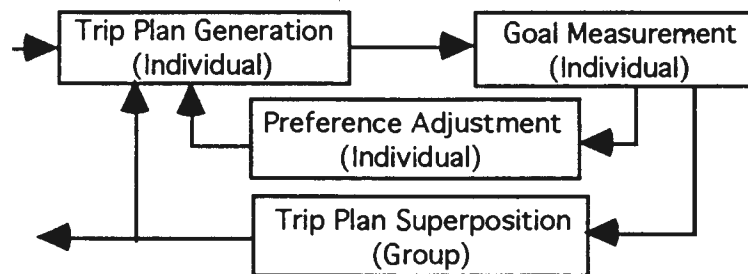 Trip Plan Generation
(Individual)
Goal Measurement
(Individual)
Preference Adjustment
(Individual)
Trip Plan Superposition
(Group)